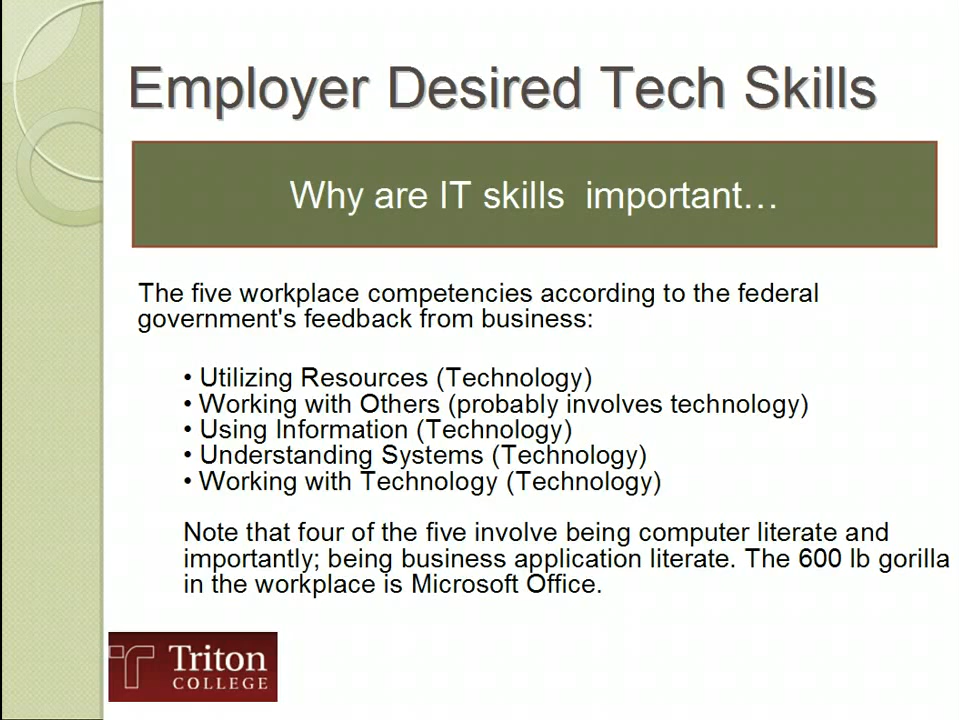 Employer Desired Tech Skills
Why are IT skills  important…
The five workplace competencies according to the federal
government's feedback from business:
• Utilizing Resources (Technology)
• Working with Others (probably involves technology)
• Using Information (Technology)
• Understanding Systems (Technology)
• Working with Technology (Technology)
Note that four of the five involve being computer literate and
importantly; being business application literate. The 600 lb gorilla
in the workplace is Microsoft Office.
Triton
COLLEGE